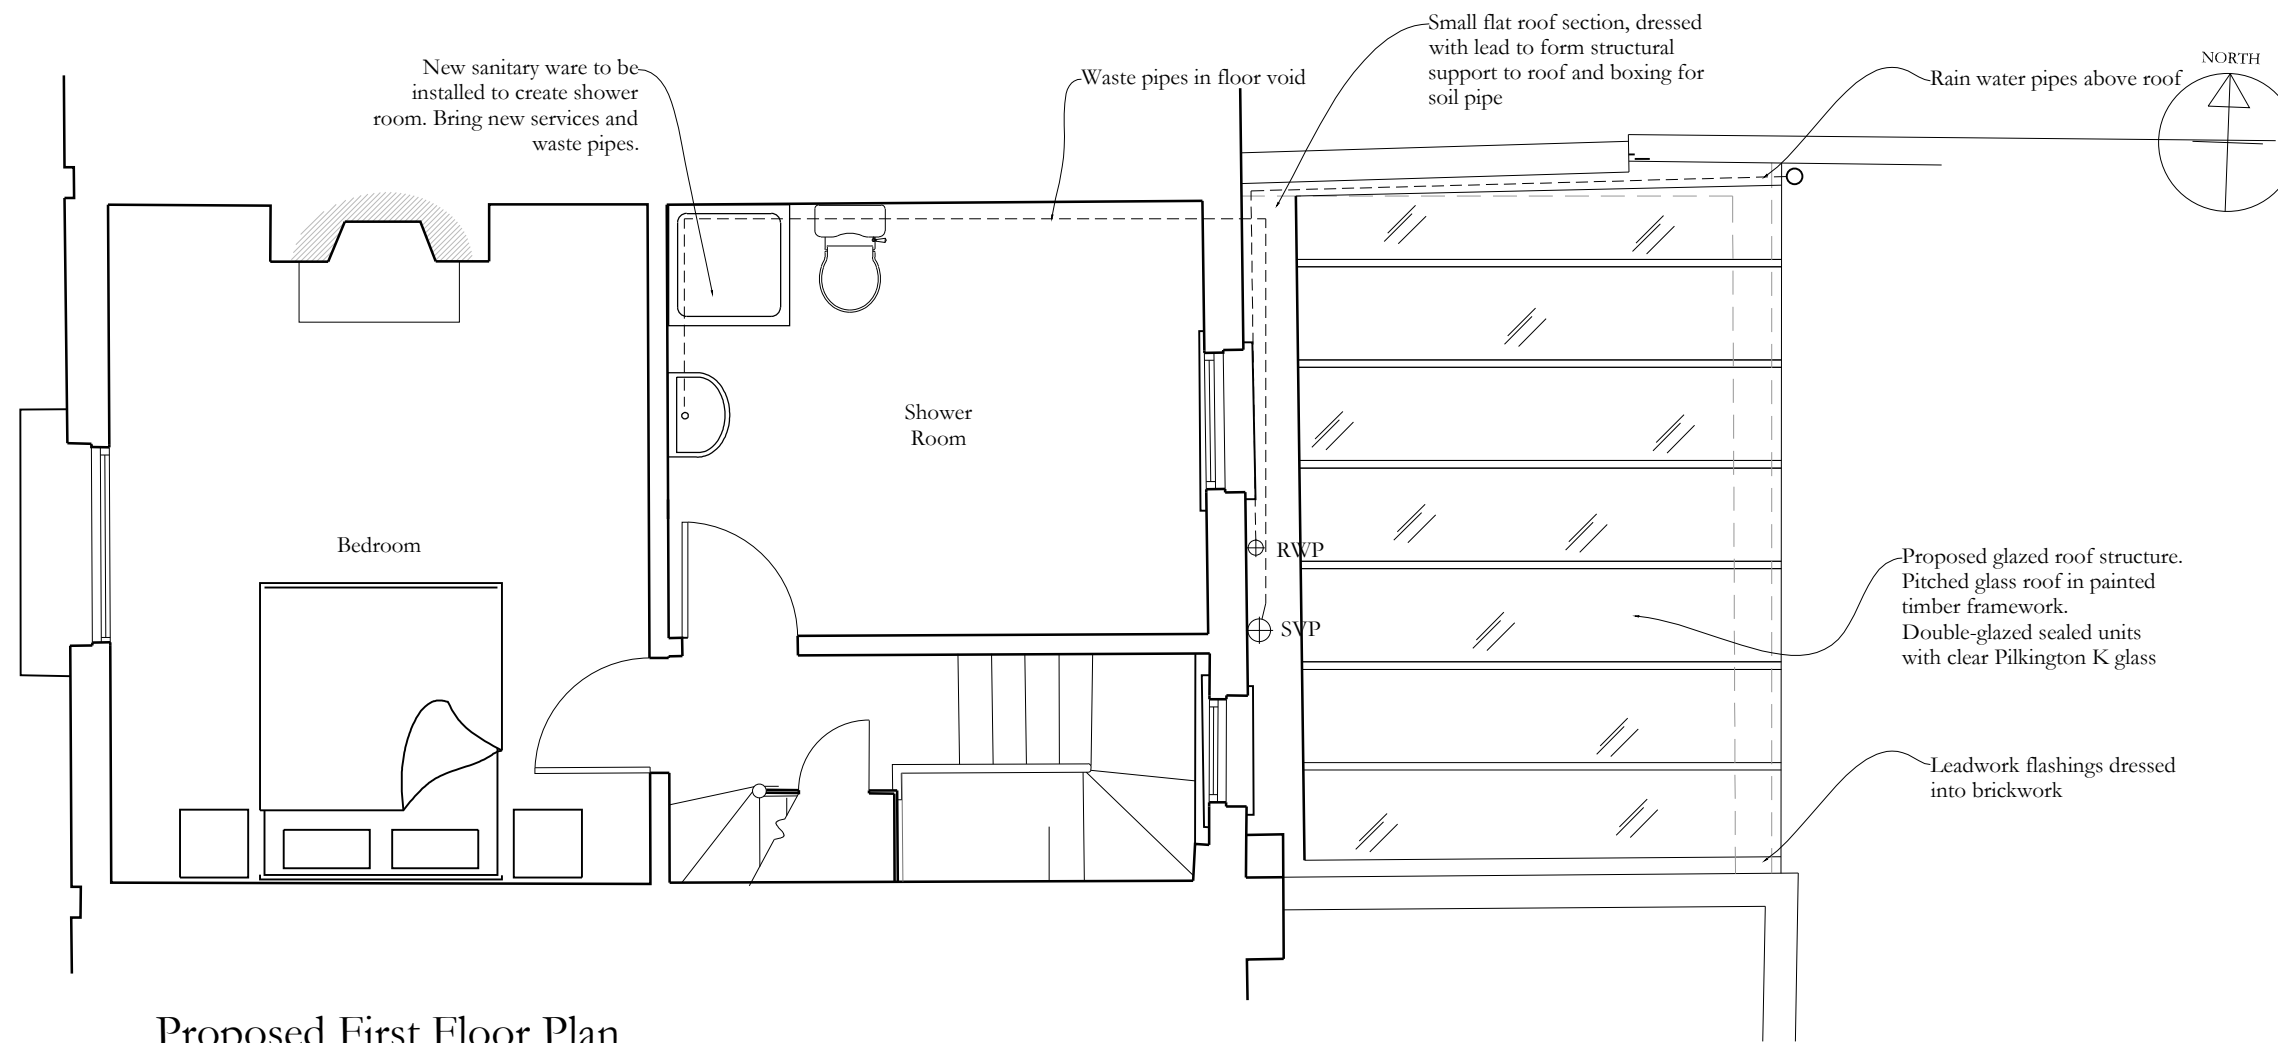 New sanitary ware to be
installed to create shower
room. Bring new services and
waste pipes.
Waste pipes in floor void
Small flat roof section, dressed
with lead to form structural
support to roof and boxing for
soil pipe
Rain water pipes above roof
NORTH
Shower
Room
Bedroom
RWP
SVP
Proposed glazed roof structure.
Pitched glass roof in painted
timber framework.
Double-glazed sealed units
with clear Pilkington K glass
Leadwork flashings dressed
into brickwork
Proposed First Floor Plan